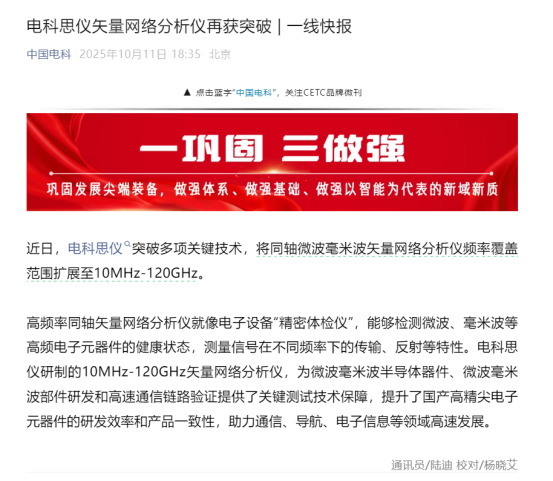 电科思仪矢量网络分析仪再获突破 | 一线快报
中国电科 2025年10月11日 18:35 北京
▲ 点击蓝字“中国电科”，关注CETC品牌微刊
一巩固 三做强
巩固发展尖端装备，做强体系、做强基础、做强以智能为代表的新域新质
近日，电科思仪突破多项关键技术，将同轴微波毫米波矢量网络分析仪频率覆盖
范围扩展至10MHz-120GHz。
高频率同轴矢量网络分析仪就像电子设备“精密体检仪”，能够检测微波、毫米波等
高频电子元器件的健康状态，测量信号在不同频率下的传输、反射等特性。电科思
仪研制的10MHz-120GHz矢量网络分析仪，为微波毫米波半导体器件、微波毫米
波部件研发和高速通信链路验证提供了关键测试技术保障，提升了国产高精尖电子
元器件的研发效率和产品一致性，助力通信、导航、电子信息等领域高速发展。
通讯员/陆迪 校对/杨晓艾